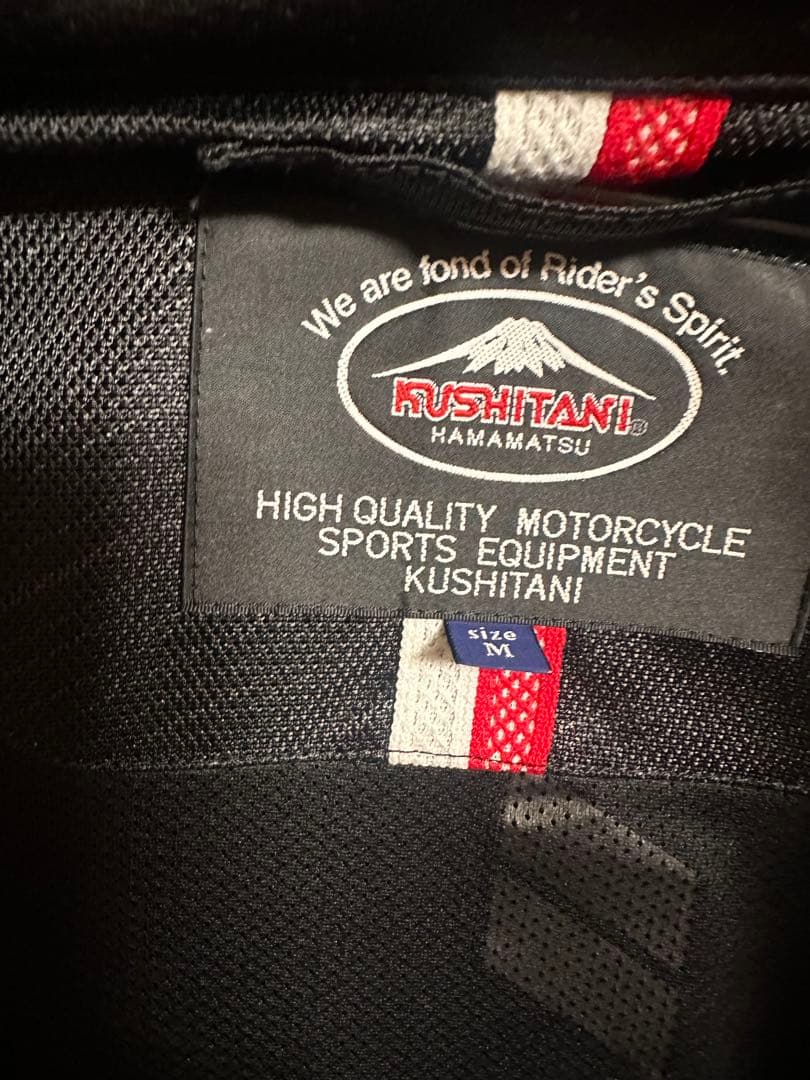 We are fond of Rider's Spirit.
KUSHITANI®
HAMAMATSU
HIGH QUALITY MOTORCYCLE
SPORTS EQUIPMENT
KUSHITANI
size
M